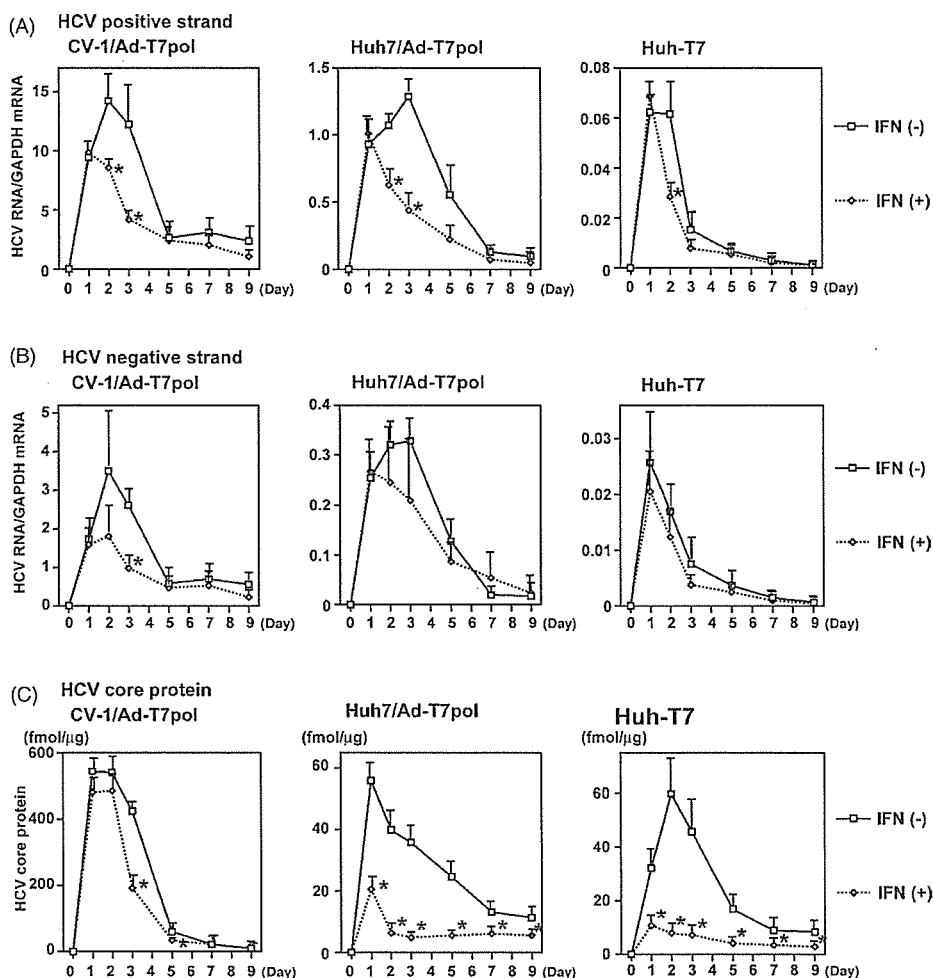 (A) HCV positive strand
CV-1/Ad-T7pol
Huh7/Ad-T7pol
Huh-T7
HCV RNA/GAPDH mRNA
15
10
5
0
0 1 2 3 4 5 6 7 8 9 (Day)
1.5
1.0
0.5
0
0 1 2 3 4 5 6 7 8 9 (Day)
0.08
0.06
0.04
0.02
0
0 1 2 3 4 5 6 7 8 9 (Day)
* * * * *
IFN (-)
IFN (+)
(B) HCV negative strand
CV-1/Ad-T7pol
Huh7/Ad-T7pol
Huh-T7
HCV RNA/GAPDH mRNA
5
4
3
2
1
0
0 1 2 3 4 5 6 7 8 9 (Day)
0.4
0.3
0.2
0.1
0
0 1 2 3 4 5 6 7 8 9 (Day)
0.03
0.02
0.01
0
0 1 2 3 4 5 6 7 8 9 (Day)
*
IFN (-)
IFN (+)
(C) HCV core protein
CV-1/Ad-T7pol
Huh7/Ad-T7pol
Huh-T7
(fmol/µg)
(fmol/µg)
(fmol/µg)
HCV core protein
600
400
200
0
0 1 2 3 4 5 6 7 8 9 (Day)
60
40
20
0
0 1 2 3 4 5 6 7 8 9 (Day)
60
40
20
0
0 1 2 3 4 5 6 7 8 9 (Day)
* * * * * * * * * * * * * *
IFN (-)
IFN (+)